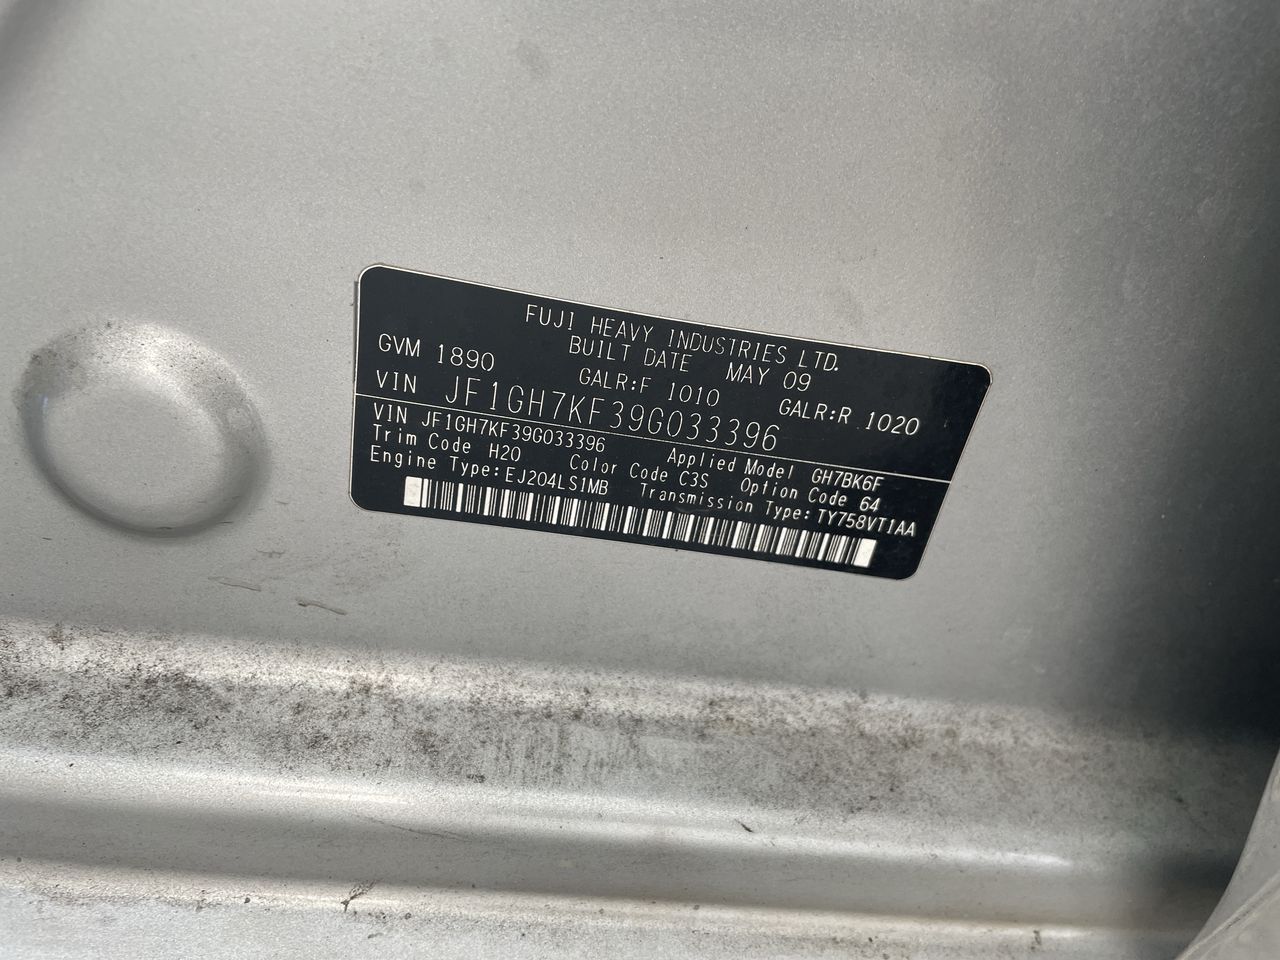 FUJI HEAVY INDUSTRIES LTD.
BUILT DATE MAY 09
GVM 1890 GALR:F 1010 GALR:R 1020
VIN JF1GH7KF39G033396
VIN JF1GH7KF39G033396 Applied Model GH7BK6F
Trim Code H20 Color Code C3S Option Code 64
Engine Type:EJ204LS1MB Transmission Type:TY758VT1AA